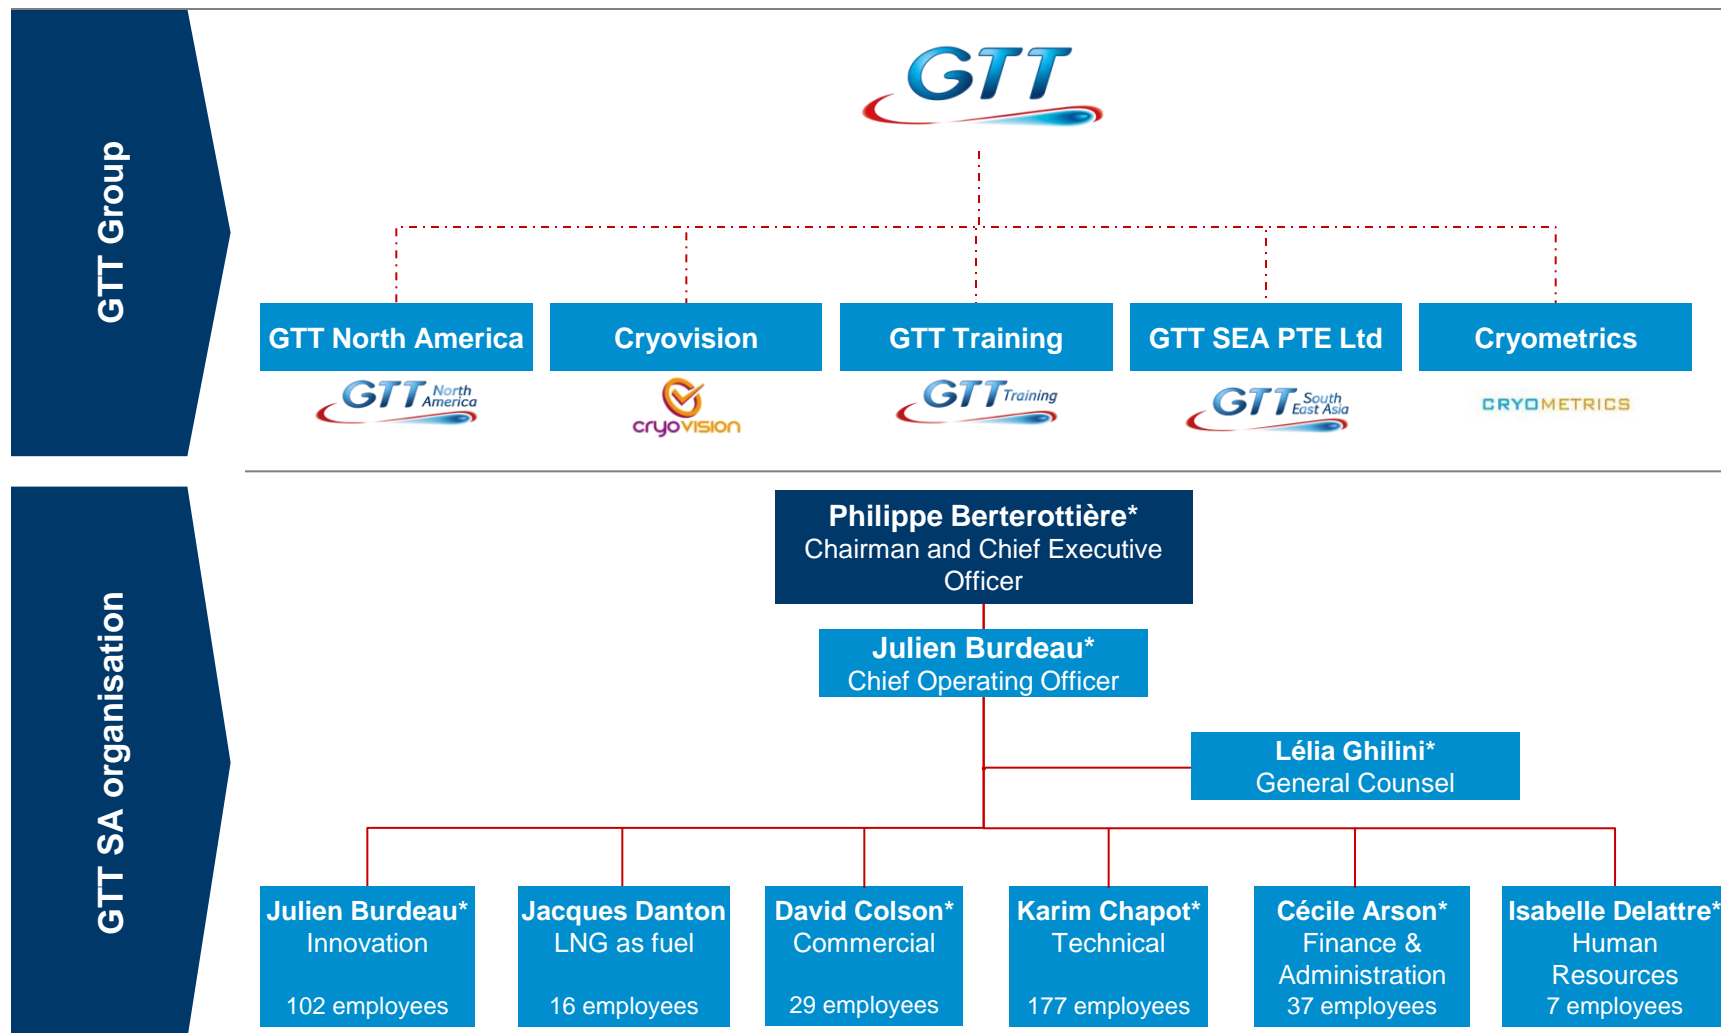 GTT Group
GTT
GTT North America
Cryovision
GTT Training
GTT SEA PTE Ltd
Cryometrics
GTT North
America
cryovision
GTT Training
GTT South
East Asia
CRYOMETRICS
GTT SA organisation
Philippe Berterottière*
Chairman and Chief Executive
Officer
Julien Burdeau*
Chief Operating Officer
Lélia Ghilini*
General Counsel
Julien Burdeau*
Innovation
102 employees
Jacques Danton
LNG as fuel
16 employees
David Colson*
Commercial
29 employees
Karim Chapot*
Technical
177 employees
Cécile Arson*
Finance &
Administration
37 employees
Isabelle Delattre*
Human
Resources
7 employees